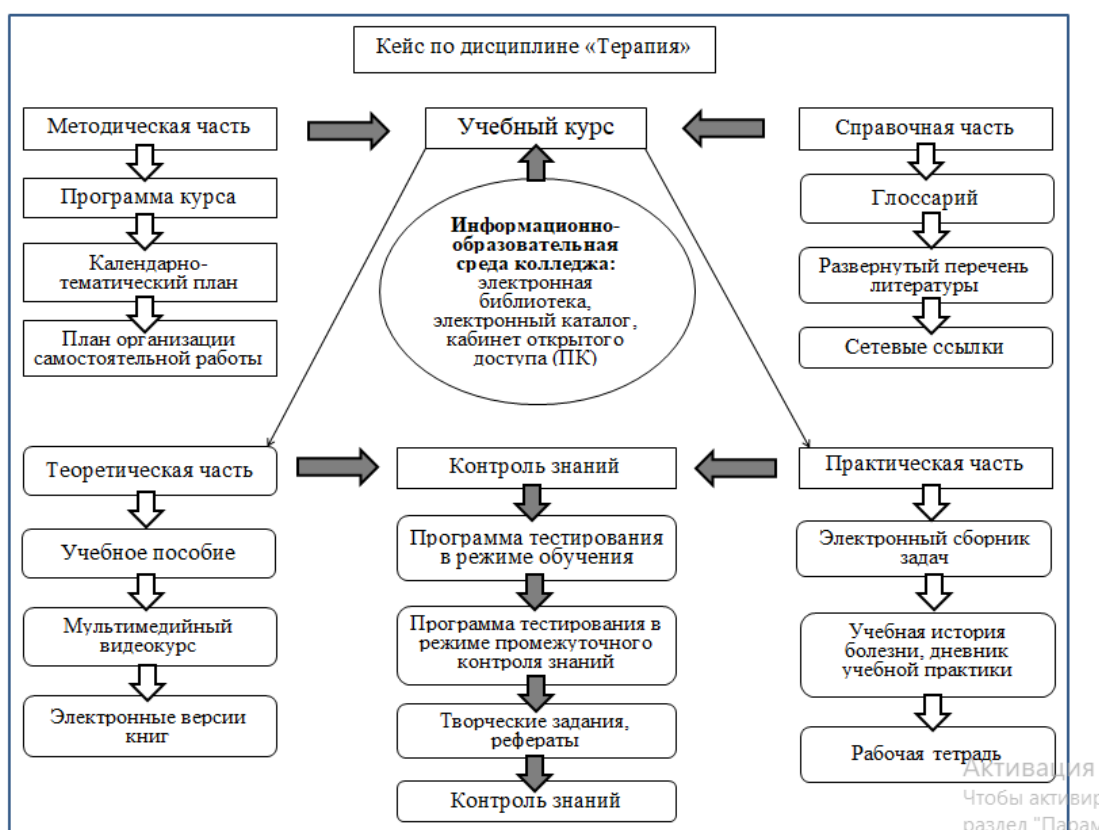 Кейс по дисциплине «Терапия»
Методическая часть
Учебный курс
Справочная часть
Программа курса
Календарно-
тематический план
План организации
самостоятельной работы
Информационно-
образовательная
среда колледжа:
электронная
библиотека,
электронный каталог,
кабинет открытого
доступа (ПК)
Глоссарий
Развернутый перечень
литературы
Сетевые ссылки
Теоретическая часть
Контроль знаний
Практическая часть
Учебное пособие
Мультимедийный
видеокурс
Электронные версии
книг
Программа тестирования
в режиме обучения
Программа тестирования в
режиме промежуточного
контроля знаний
Творческие задания,
рефераты
Контроль знаний
Электронный сборник
задач
Учебная история
болезни, дневник
учебной практики
Рабочая тетрадь
Активация
Чтобы
раздел